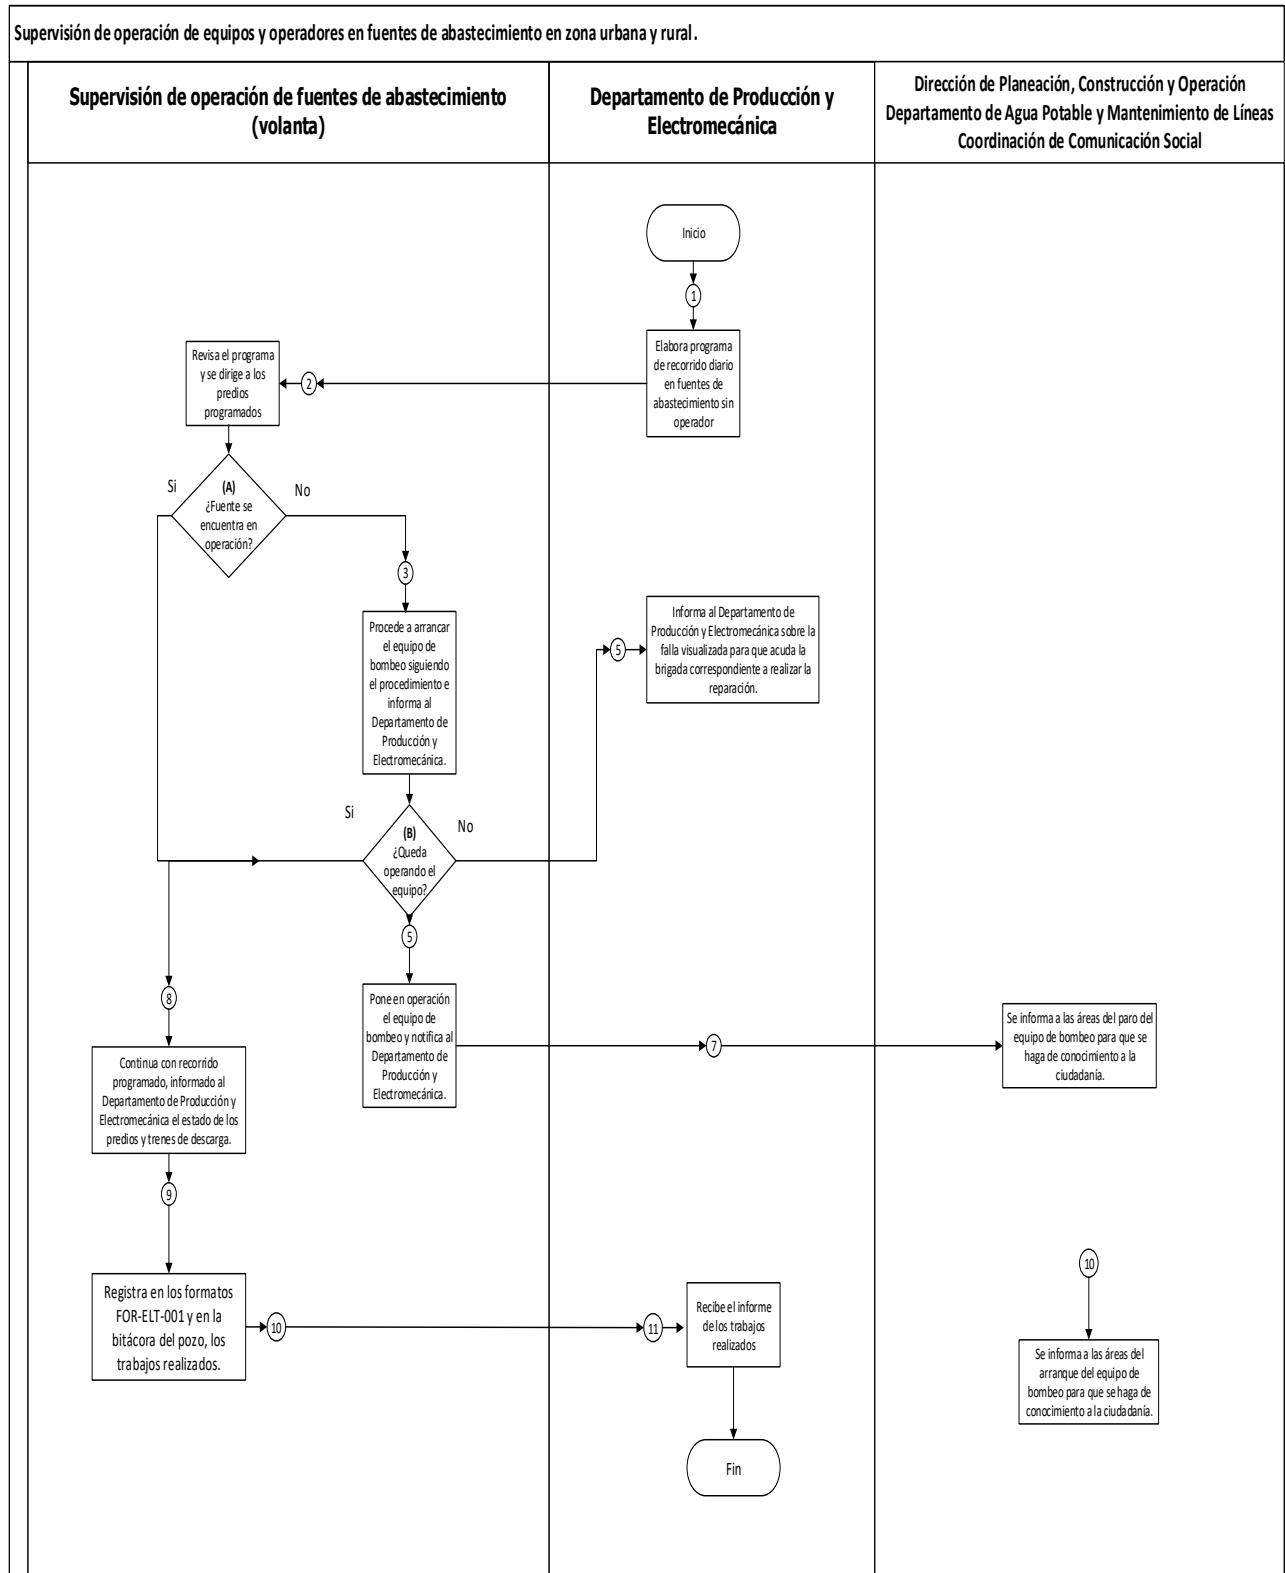 Supervisión de operación de equipos y operadores en fuentes de abastecimiento en zona urbana y rural.
Supervisión de operación de fuentes de abastecimiento
(volanta)
Departamento de Producción y
Electromecánica
Dirección de Planeación, Construcción y Operación
Departamento de Agua Potable y Mantenimiento de Líneas
Coordinación de Comunicación Social
Inicio
1
Elabora programa
de recorrido diario
en fuentes de
abastecimiento sin
operador
2
Revisa el programa
y se dirige a los
predios
programados
Si
(A)
¿Fuente se
encuentra en
operación?
No
3
Procede a arrancar
el equipo de
bombeo siguiendo
el procedimiento e
informa al
Departamento de
Producción y
Electromecánica.
Informa al Departamento de
Producción y Electromecánica sobre la
falla visualizada para que acuda la
brigada correspondiente a realizar la
reparación.
5
Si
(B)
¿Queda
operando el
equipo?
No
5
Pone en operación
el equipo de
bombeo y notifica al
Departamento de
Producción y
Electromecánica.
7
Se informa a las áreas del paro del
equipo de bombeo para que se
haga de conocimiento a la
ciudadanía.
8
Continua con recorrido
programado, informado al
Departamento de Producción y
Electromecánica el estado de los
predios y trenes de descarga.
9
Registra en los formatos
FOR-ELT-001 y en la
bitácora del pozo, los
trabajos realizados.
10
11
Recibe el informe
de los trabajos
realizados
Fin
10
Se informa a las áreas del
arranque del equipo de
bombeo para que se haga de
conocimiento a la ciudadanía.